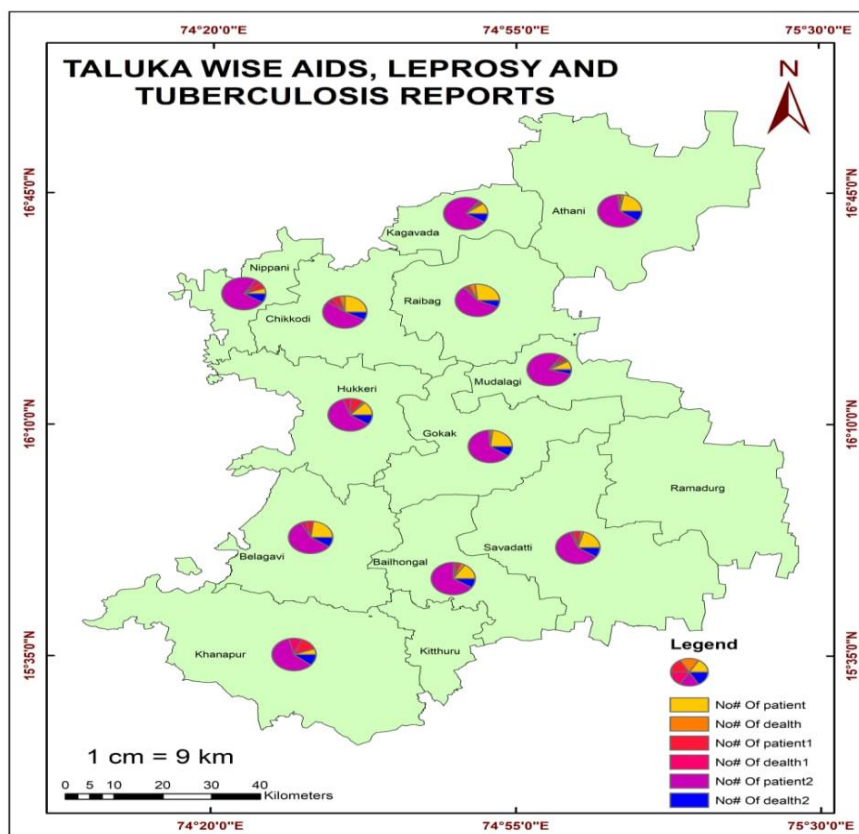 74°20'0"E 74°55'0"E 75°30'0"E
TALUKA WISE AIDS, LEPROSY AND
TUBERCULOSIS REPORTS
N
16°45'0"N 16°45'0"N
Athani
Kagavada
Nippani
Raibag
Chikkodi
Mudalagi
Hukkeri
16°10'0"N 16°10'0"N
Gokak
Ramadurg
Savadatti
Belagavi
Bailhongal
Khanapur
Kitthuru
15°35'0"N 15°35'0"N
Legend
No# Of patient
No# Of dealth
No# Of patient1
No# Of dealth1
No# Of patient2
No# Of dealth2
1 cm = 9 km
0 5 10 20 30 40
Kilometers
74°20'0"E 74°55'0"E 75°30'0"E